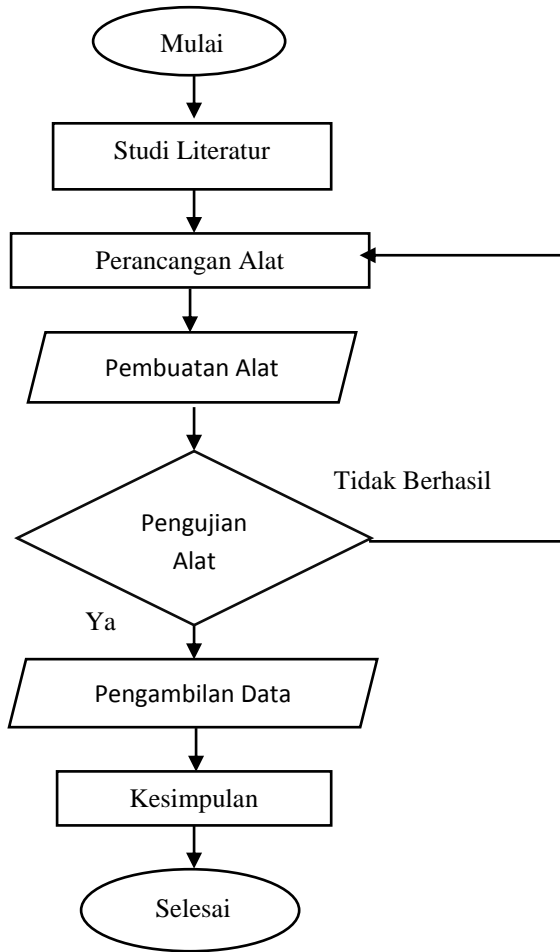 Mulai
Studi Literatur
Perancangan Alat
Pembuatan Alat
Tidak Berhasil
Pengujian
Alat
Ya
Pengambilan Data
Kesimpulan
Selesai